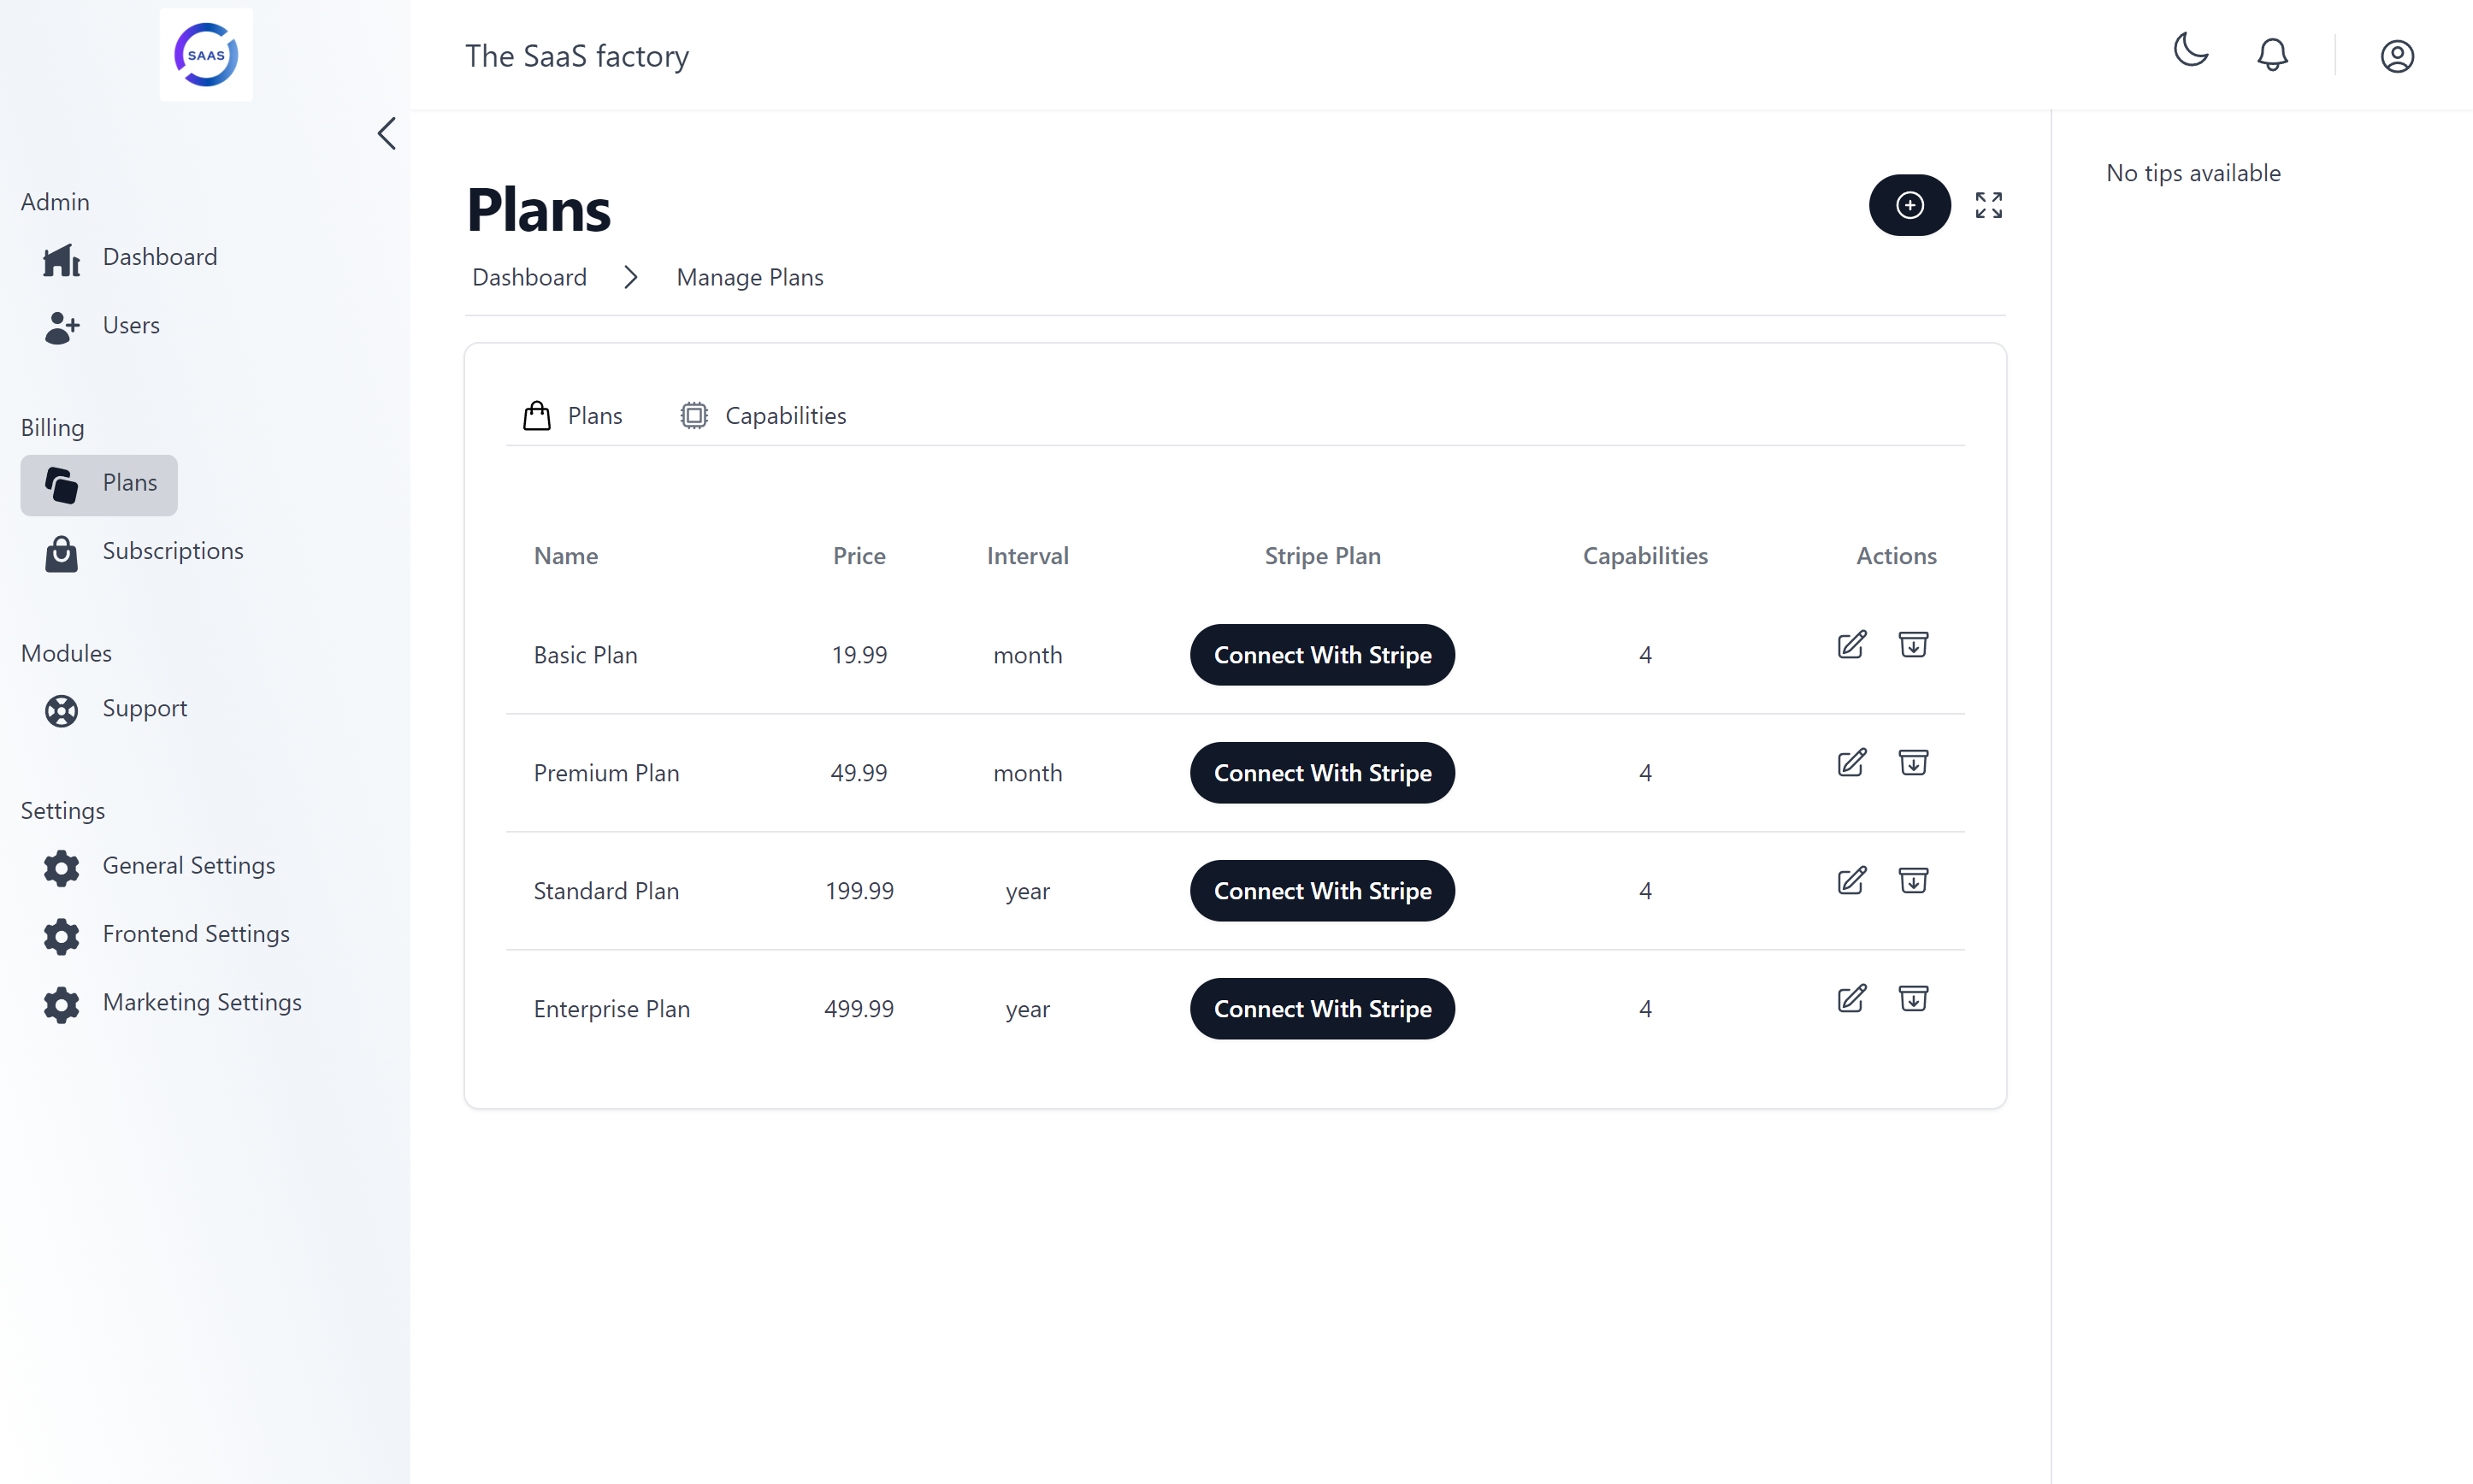 SAAS
The SaaS factory
Admin
Dashboard
Users
Billing
Plans
Subscriptions
Modules
Support
Settings
General Settings
Frontend Settings
Marketing Settings
Plans
Dashboard
Manage Plans
Plans
Capabilities
Name Price Interval Stripe Plan Capabilities Actions
Basic Plan 19.99 month Connect With Stripe 4
Premium Plan 49.99 month Connect With Stripe 4
Standard Plan 199.99 year Connect With Stripe 4
Enterprise Plan 499.99 year Connect With Stripe 4
No tips available